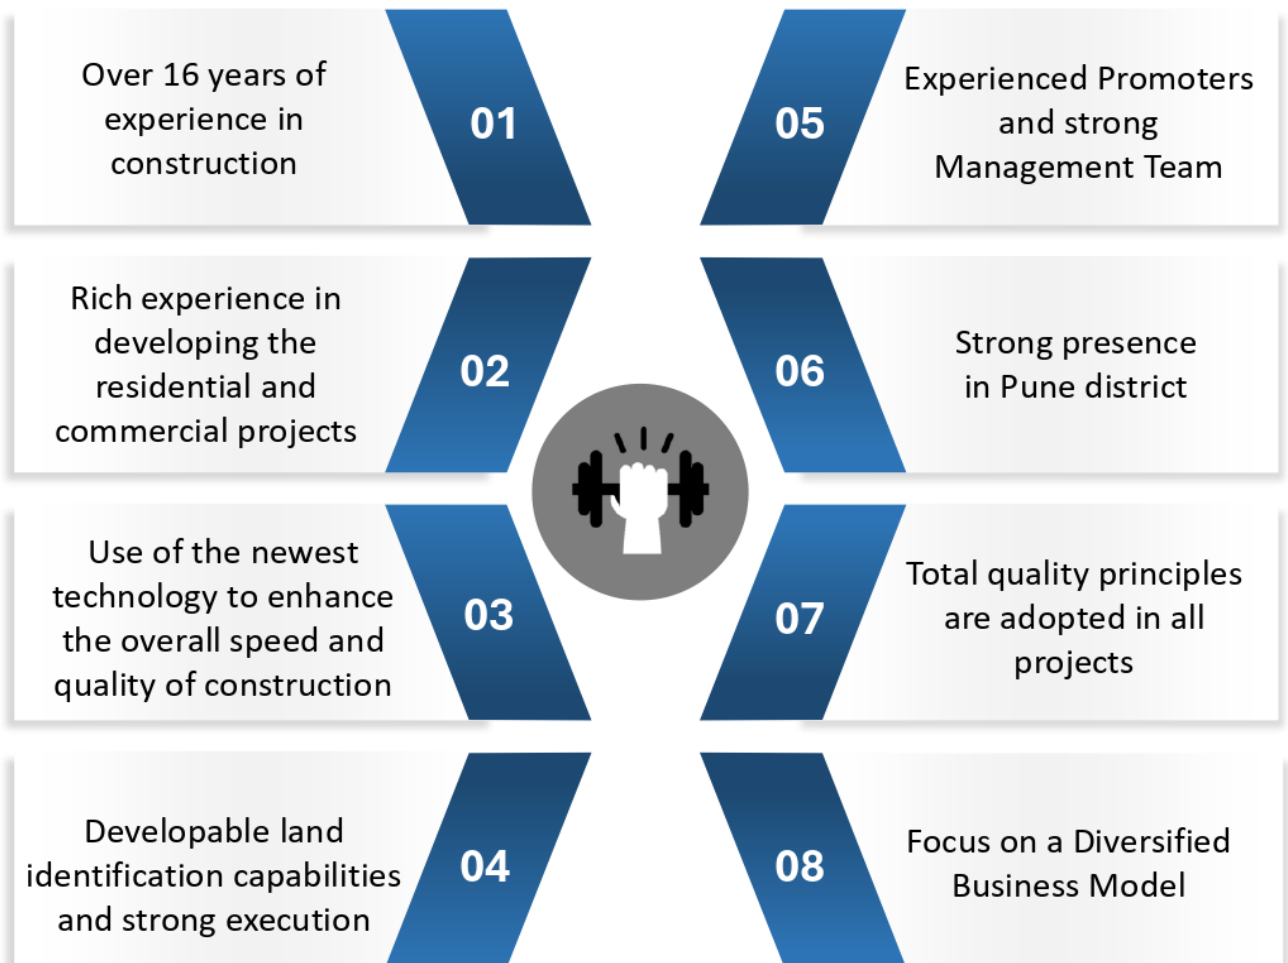 Over 16 years of
experience in
construction
01
Rich experience in
developing the
residential and
commercial projects
02
Use of the newest
technology to enhance
the overall speed and
quality of construction
03
Developable land
identification capabilities
and strong execution
04
05
Experienced Promoters
and strong
Management Team
06
Strong presence
in Pune district
07
Total quality principles
are adopted in all
projects
08
Focus on a Diversified
Business Model